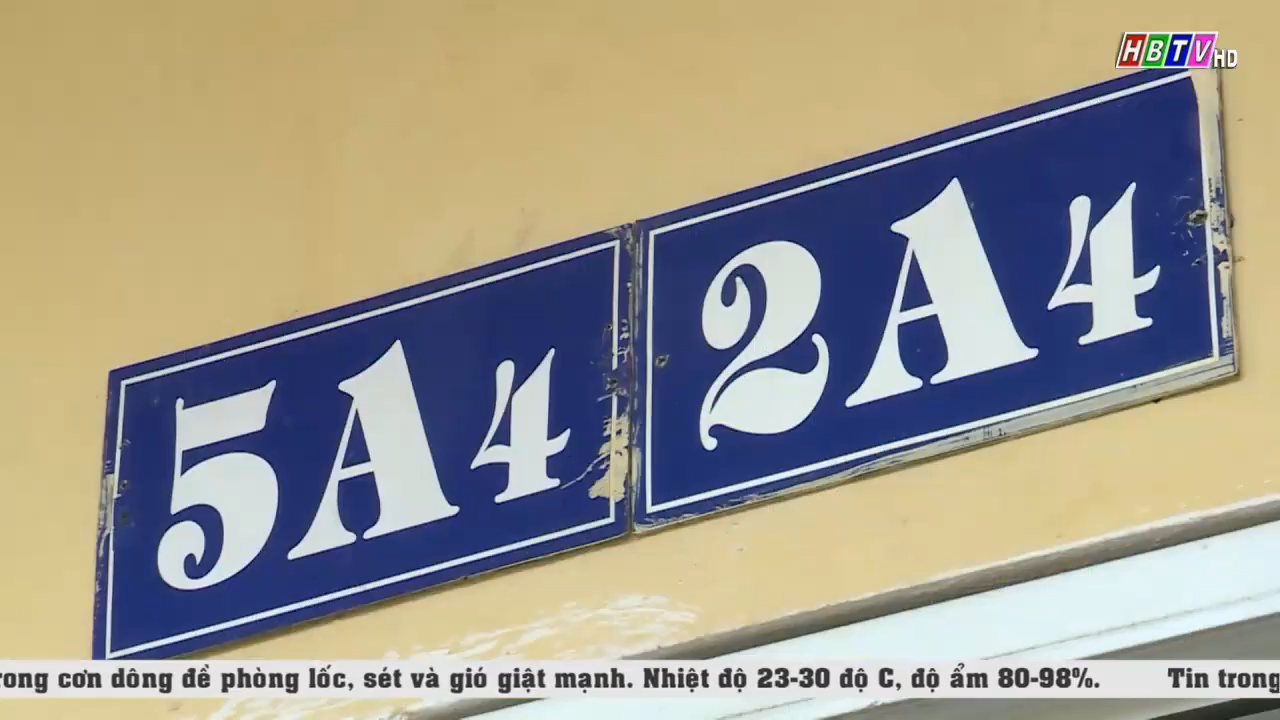 HBTV HD
5A4 2A4
rong cơn dông đề phòng lốc, sét và gió giật mạnh. Nhiệt độ 23-30 độ C, độ ẩm 80-98%. Tin trong